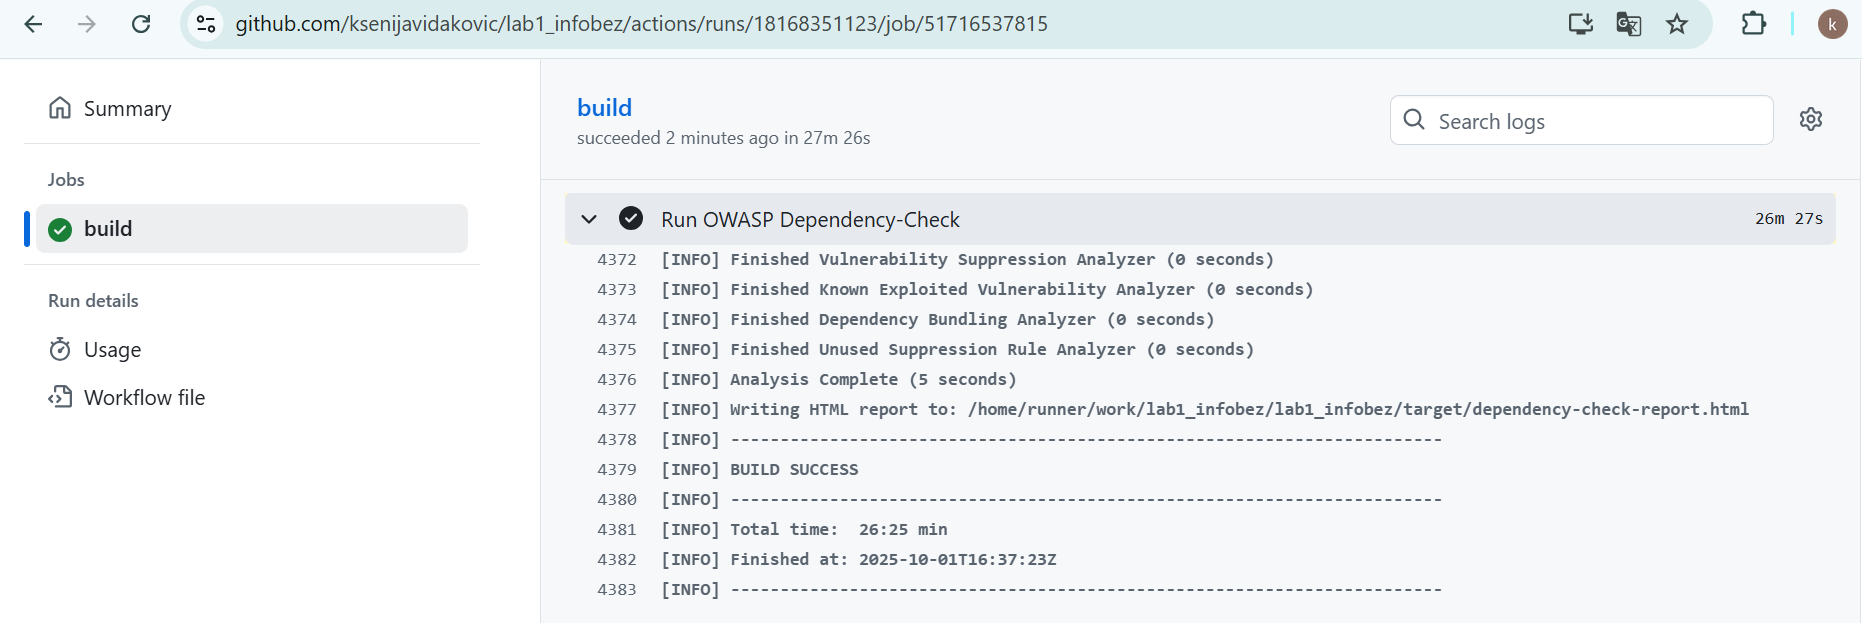 github.com/ksenijavidakovic/lab1_infobez/actions/runs/18168351123/job/51716537815
k
Summary
Jobs
build
Run details
Usage
Workflow file
build
succeeded 2 minutes ago in 27m 26s
Search logs
Run OWASP Dependency-Check 26m 27s
4372 [INFO] Finished Vulnerability Suppression Analyzer (0 seconds)
4373 [INFO] Finished Known Exploited Vulnerability Analyzer (0 seconds)
4374 [INFO] Finished Dependency Bundling Analyzer (0 seconds)
4375 [INFO] Finished Unused Suppression Rule Analyzer (0 seconds)
4376 [INFO] Analysis Complete (5 seconds)
4377 [INFO] Writing HTML report to: /home/runner/work/lab1_infobez/lab1_infobez/target/dependency-check-report.html
4378 [INFO] ------------------------------------------------------------------------
4379 [INFO] BUILD SUCCESS
4380 [INFO] ------------------------------------------------------------------------
4381 [INFO] Total time:  26:25 min
4382 [INFO] Finished at: 2025-10-01T16:37:23Z
4383 [INFO] ------------------------------------------------------------------------